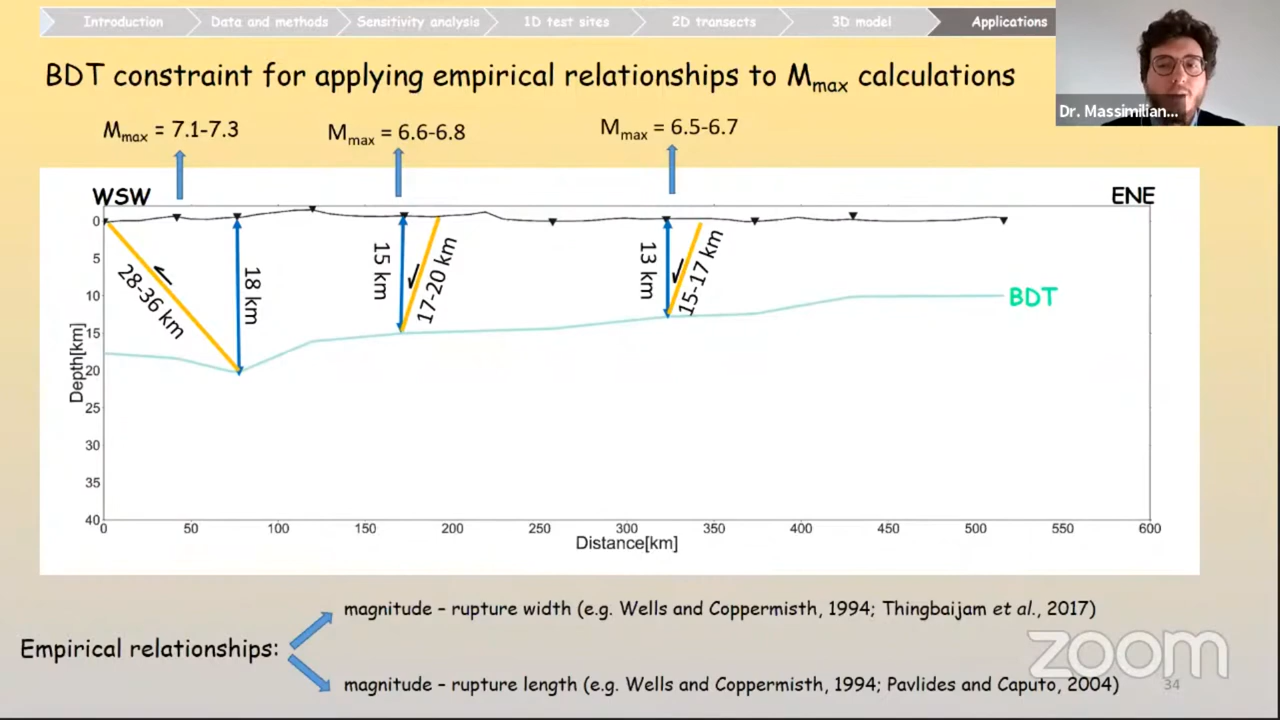 Introduction
Data and methods
Sensitivity analysis
1D test sites
2D transects
3D model
Applications
Dr. Massimilian...
BDT constraint for applying empirical relationships to Mmax calculations
Mmax = 7.1-7.3
Mmax = 6.6-6.8
Mmax = 6.5-6.7
WSW
ENE
0
5
10
15
20
25
30
35
40
Depth[km]
28-36 km
18 km
15 km
17-20 km
13 km
15-17 km
BDT
0
50
100
150
200
250
300
350
400
450
500
550
600
Distance[km]
Empirical relationships:
magnitude – rupture width (e.g. Wells and Coppermisth, 1994; Thingbaijam et al., 2017)
magnitude – rupture length (e.g. Wells and Coppermisth, 1994; Pavlides and Caputo, 2004)
zoom
34